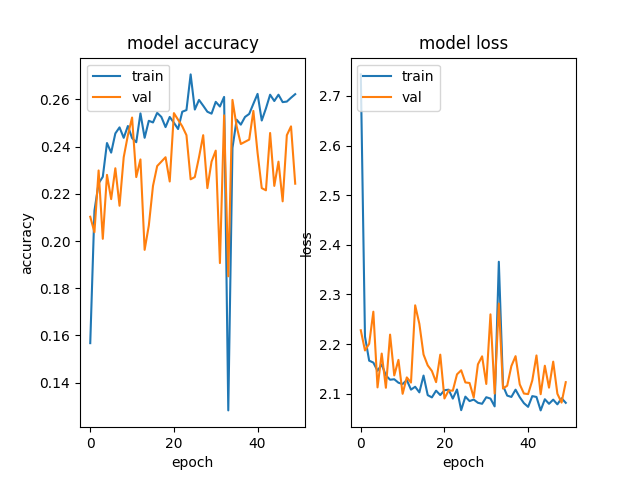 model accuracy
train
val
0.26
0.24
0.22
0.20
0.18
0.16
0.14
accuracy
0
20
40
epoch
model loss
train
val
2.7
2.6
2.5
2.4
2.3
2.2
2.1
loss
0
20
40
epoch